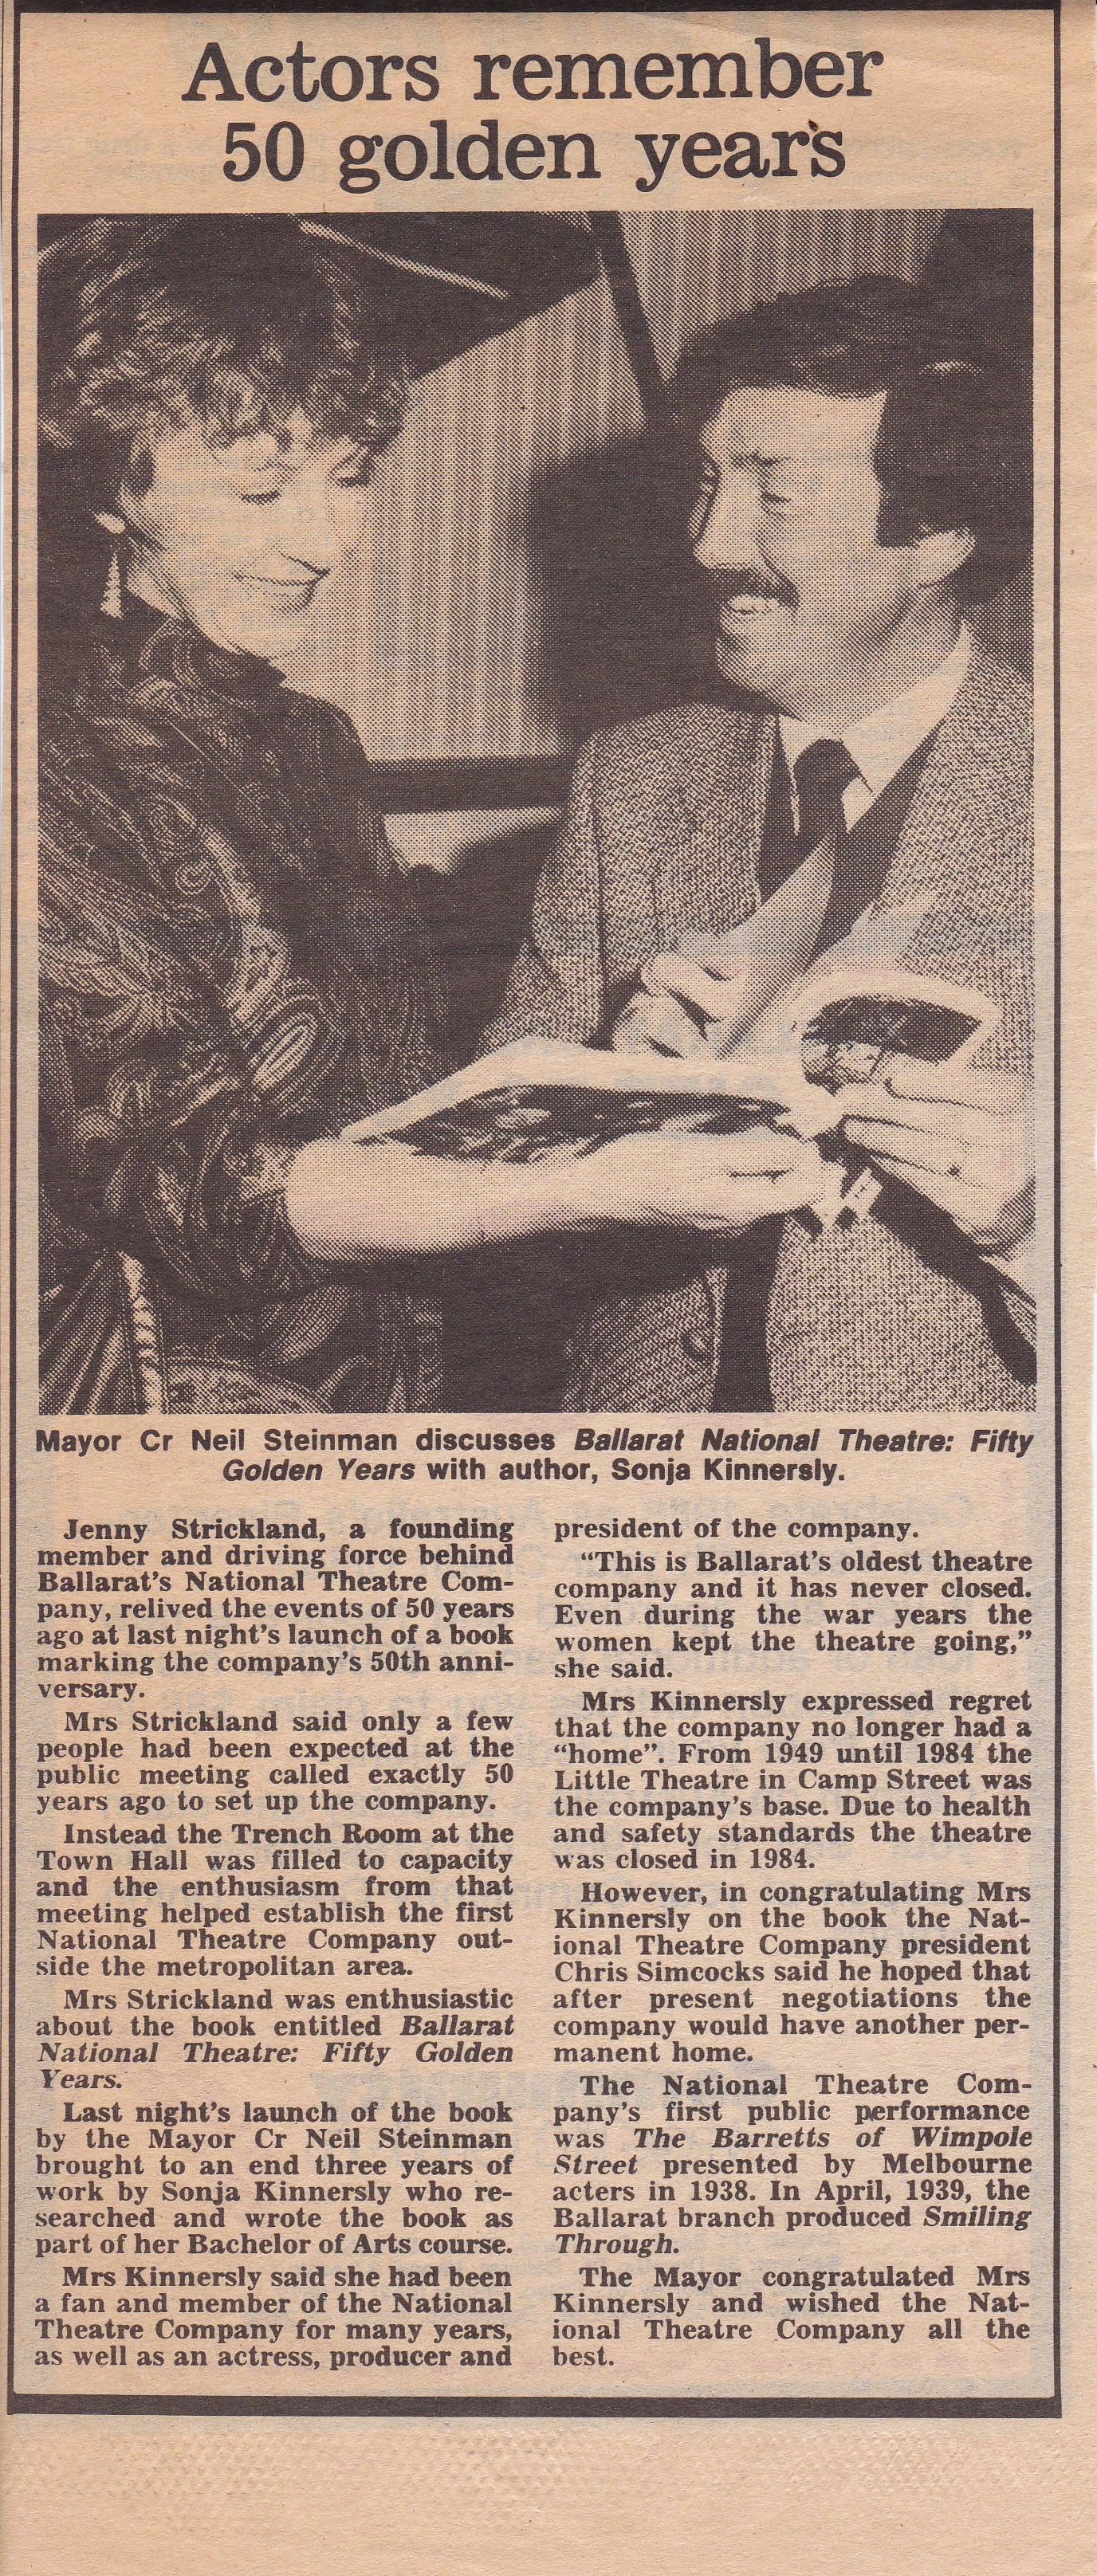 Actors remember
50 golden years
Mayor Cr Neil Steinman discusses Ballarat National Theatre: Fifty
Golden Years with author, Sonja Kinnersly.
Jenny Strickland, a founding
member and driving force behind
Ballarat's National Theatre Com-
pany, relived the events of 50 years
ago at last night's launch of a book
marking the company's 50th anni-
versary.
Mrs Strickland said only a few
people had been expected at the
public meeting called exactly 50
years ago to set up the company.
Instead the Trench Room at the
Town Hall was filled to capacity
and the enthusiasm from that
meeting helped establish the first
National Theatre Company out-
side the metropolitan area.
Mrs Strickland was enthusiastic
about the book entitled Ballarat
National Theatre: Fifty Golden
Years.
Last night's launch of the book
by the Mayor Cr Neil Steinman
brought to an end three years of
work by Sonja Kinnersly who re-
searched and wrote the book as
part of her Bachelor of Arts course.
Mrs Kinnersly said she had been
a fan and member of the National
Theatre Company for many years,
as well as an actress, producer and
president of the company.
“This is Ballarat's oldest theatre
company and it has never closed.
Even during the war years the
women kept the theatre going,”
she said.
Mrs Kinnersly expressed regret
that the company no longer had a
“home”. From 1949 until 1984 the
Little Theatre in Camp Street was
the company's base. Due to health
and safety standards the theatre
was closed in 1984.
However, in congratulating Mrs
Kinnersly on the book the Nat-
ional Theatre Company president
Chris Simcocks said he hoped that
after present negotiations the
company would have another per-
manent home.
The National Theatre Com-
pany's first public performance
was The Barretts of Wimpole
Street presented by Melbourne
acters in 1938. In April, 1939, the
Ballarat branch produced Smiling
Through.
The Mayor congratulated Mrs
Kinnersly and wished the Nat-
ional Theatre Company all the
best.